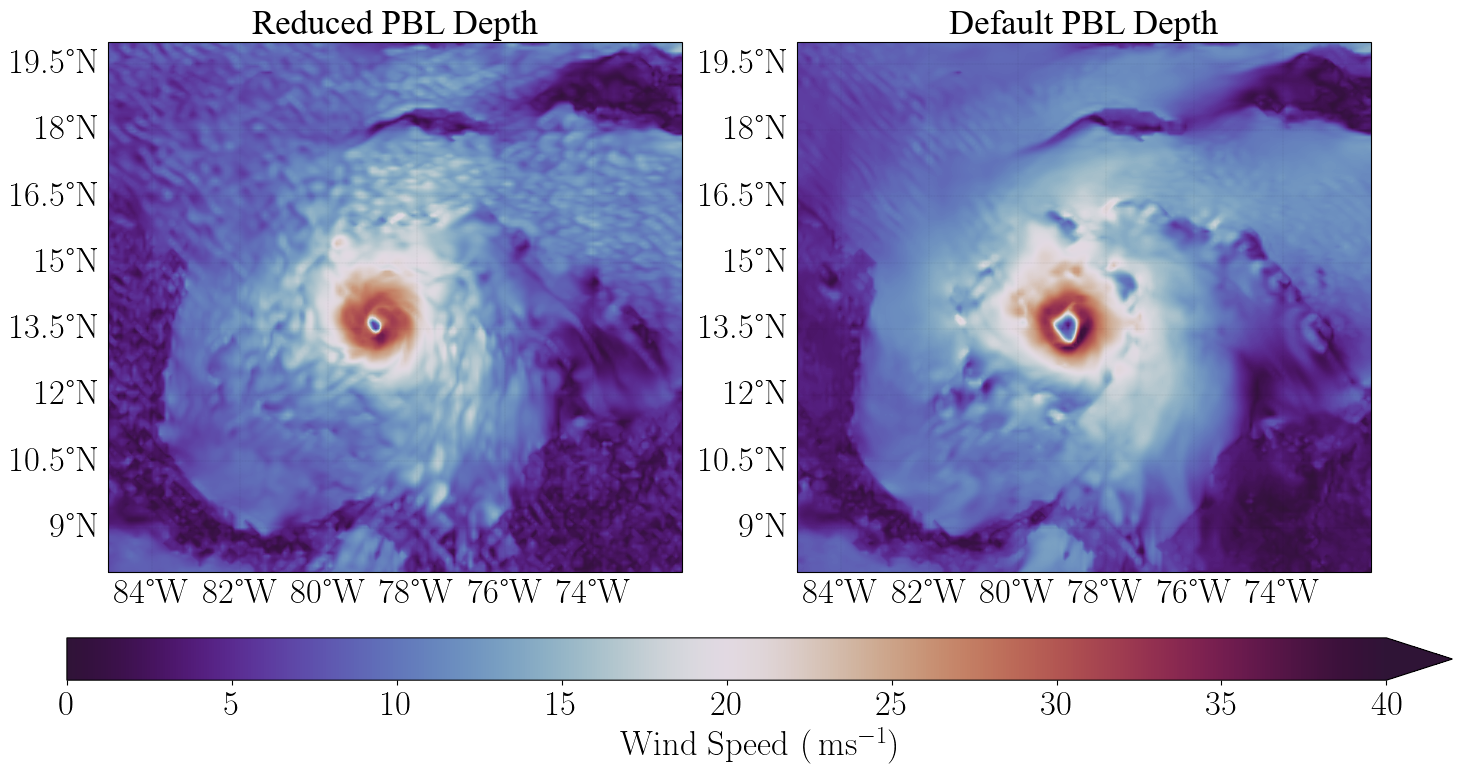 Reduced PBL Depth Default PBL Depth
19.5°N 19.5°N
18°N 18°N
16.5°N 16.5°N
15°N 15°N
13.5°N 13.5°N
12°N 12°N
10.5°N 10.5°N
9°N 9°N
84°W 82°W 80°W 78°W 76°W 74°W 84°W 82°W 80°W 78°W 76°W 74°W
0 5 10 15 20 25 30 35 40
Wind Speed ( ms⁻¹)